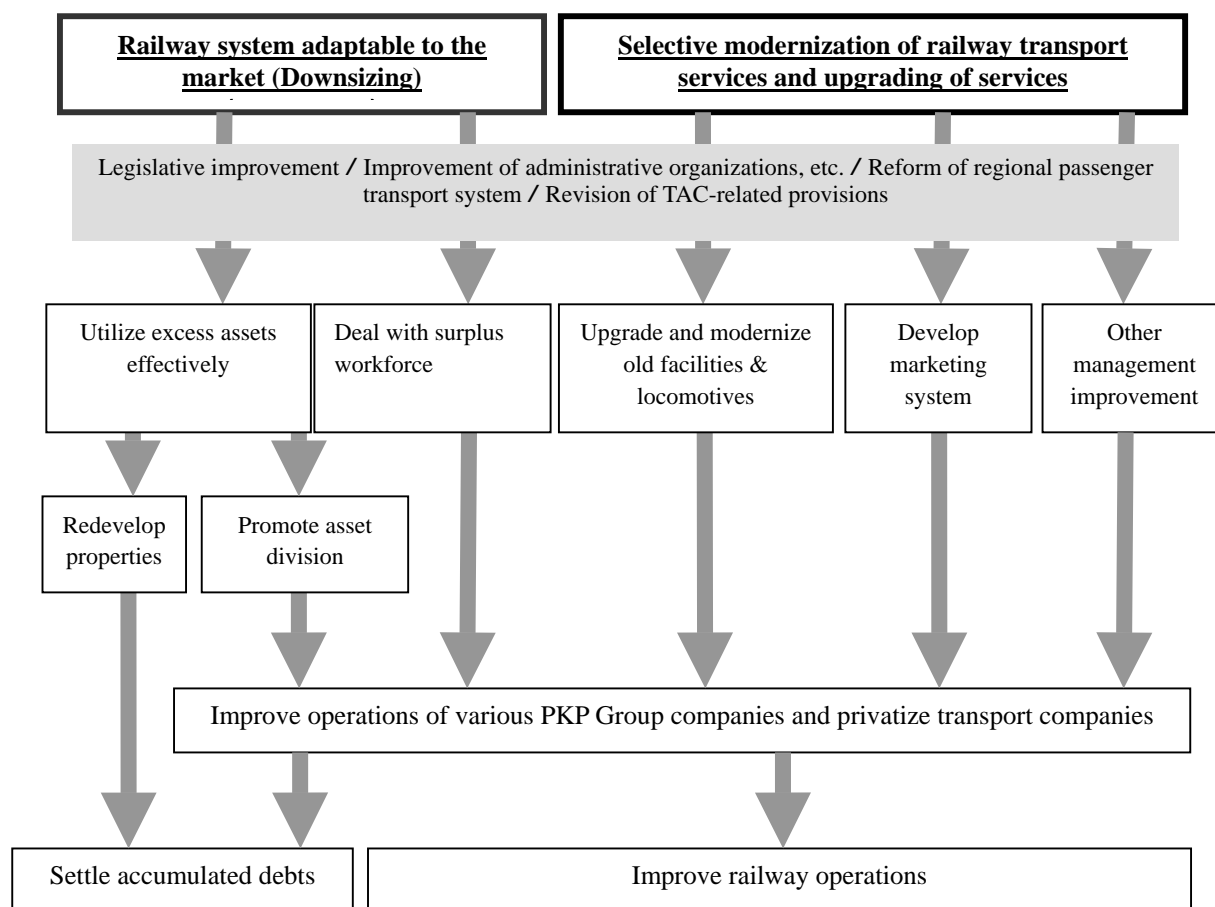 Railway system adaptable to the
market (Downsizing)
Selective modernization of railway transport
services and upgrading of services
Legislative improvement / Improvement of administrative organizations, etc. / Reform of regional passenger
transport system / Revision of TAC-related provisions
Utilize excess assets
effectively
Deal with surplus
workforce
Upgrade and modernize
old facilities &
locomotives
Develop
marketing
system
Other
management
improvement
Redevelop
properties
Promote asset
division
Improve operations of various PKP Group companies and privatize transport companies
Settle accumulated debts
Improve railway operations